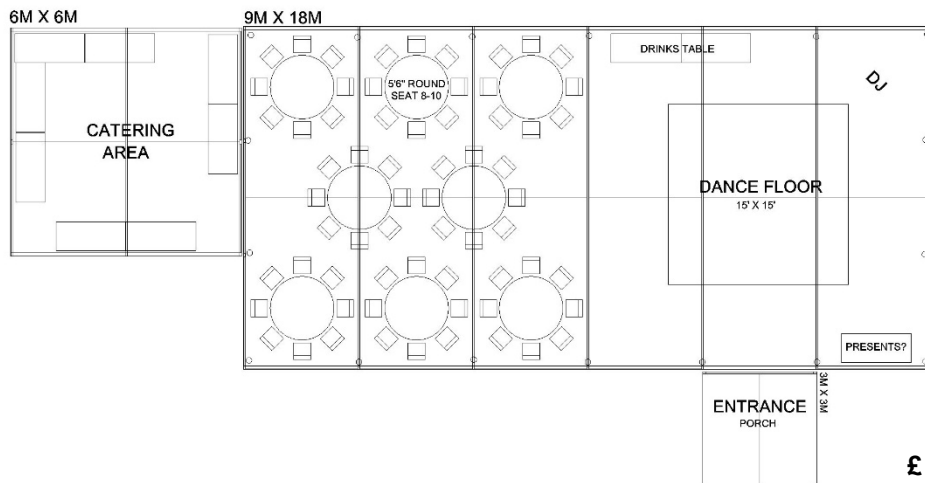 6M X 6M
9M X 18M
DRINKS TABLE
5'6" ROUND
SEAT 8-10
DJ
CATERING
AREA
DANCE FLOOR
15' X 15'
PRESENTS?
3M X 3M
ENTRANCE
PORCH
£